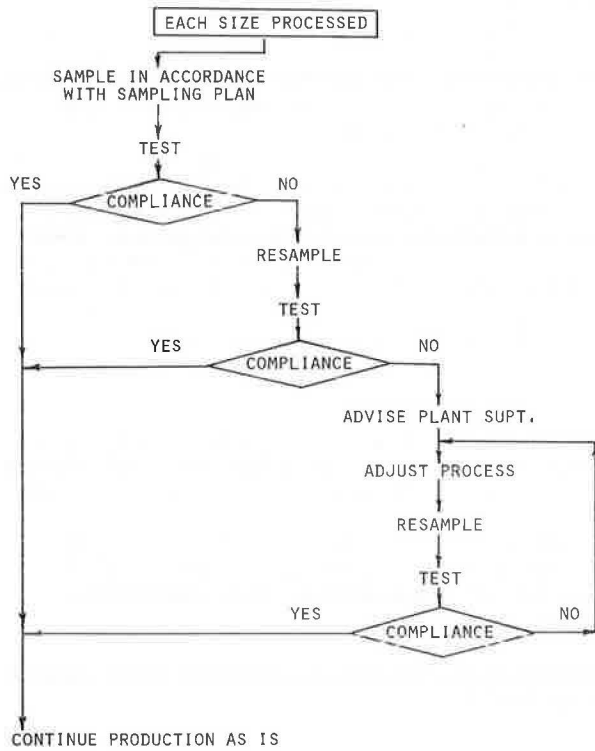 EACH SIZE PROCESSED
SAMPLE IN ACCORDANCE
WITH SAMPLING PLAN
TEST
YES
NO
COMPLIANCE
RESAMPLE
TEST
YES
NO
COMPLIANCE
ADVISE PLANT SUPT.
ADJUST PROCESS
RESAMPLE
TEST
YES
NO
COMPLIANCE
CONTINUE PRODUCTION AS IS